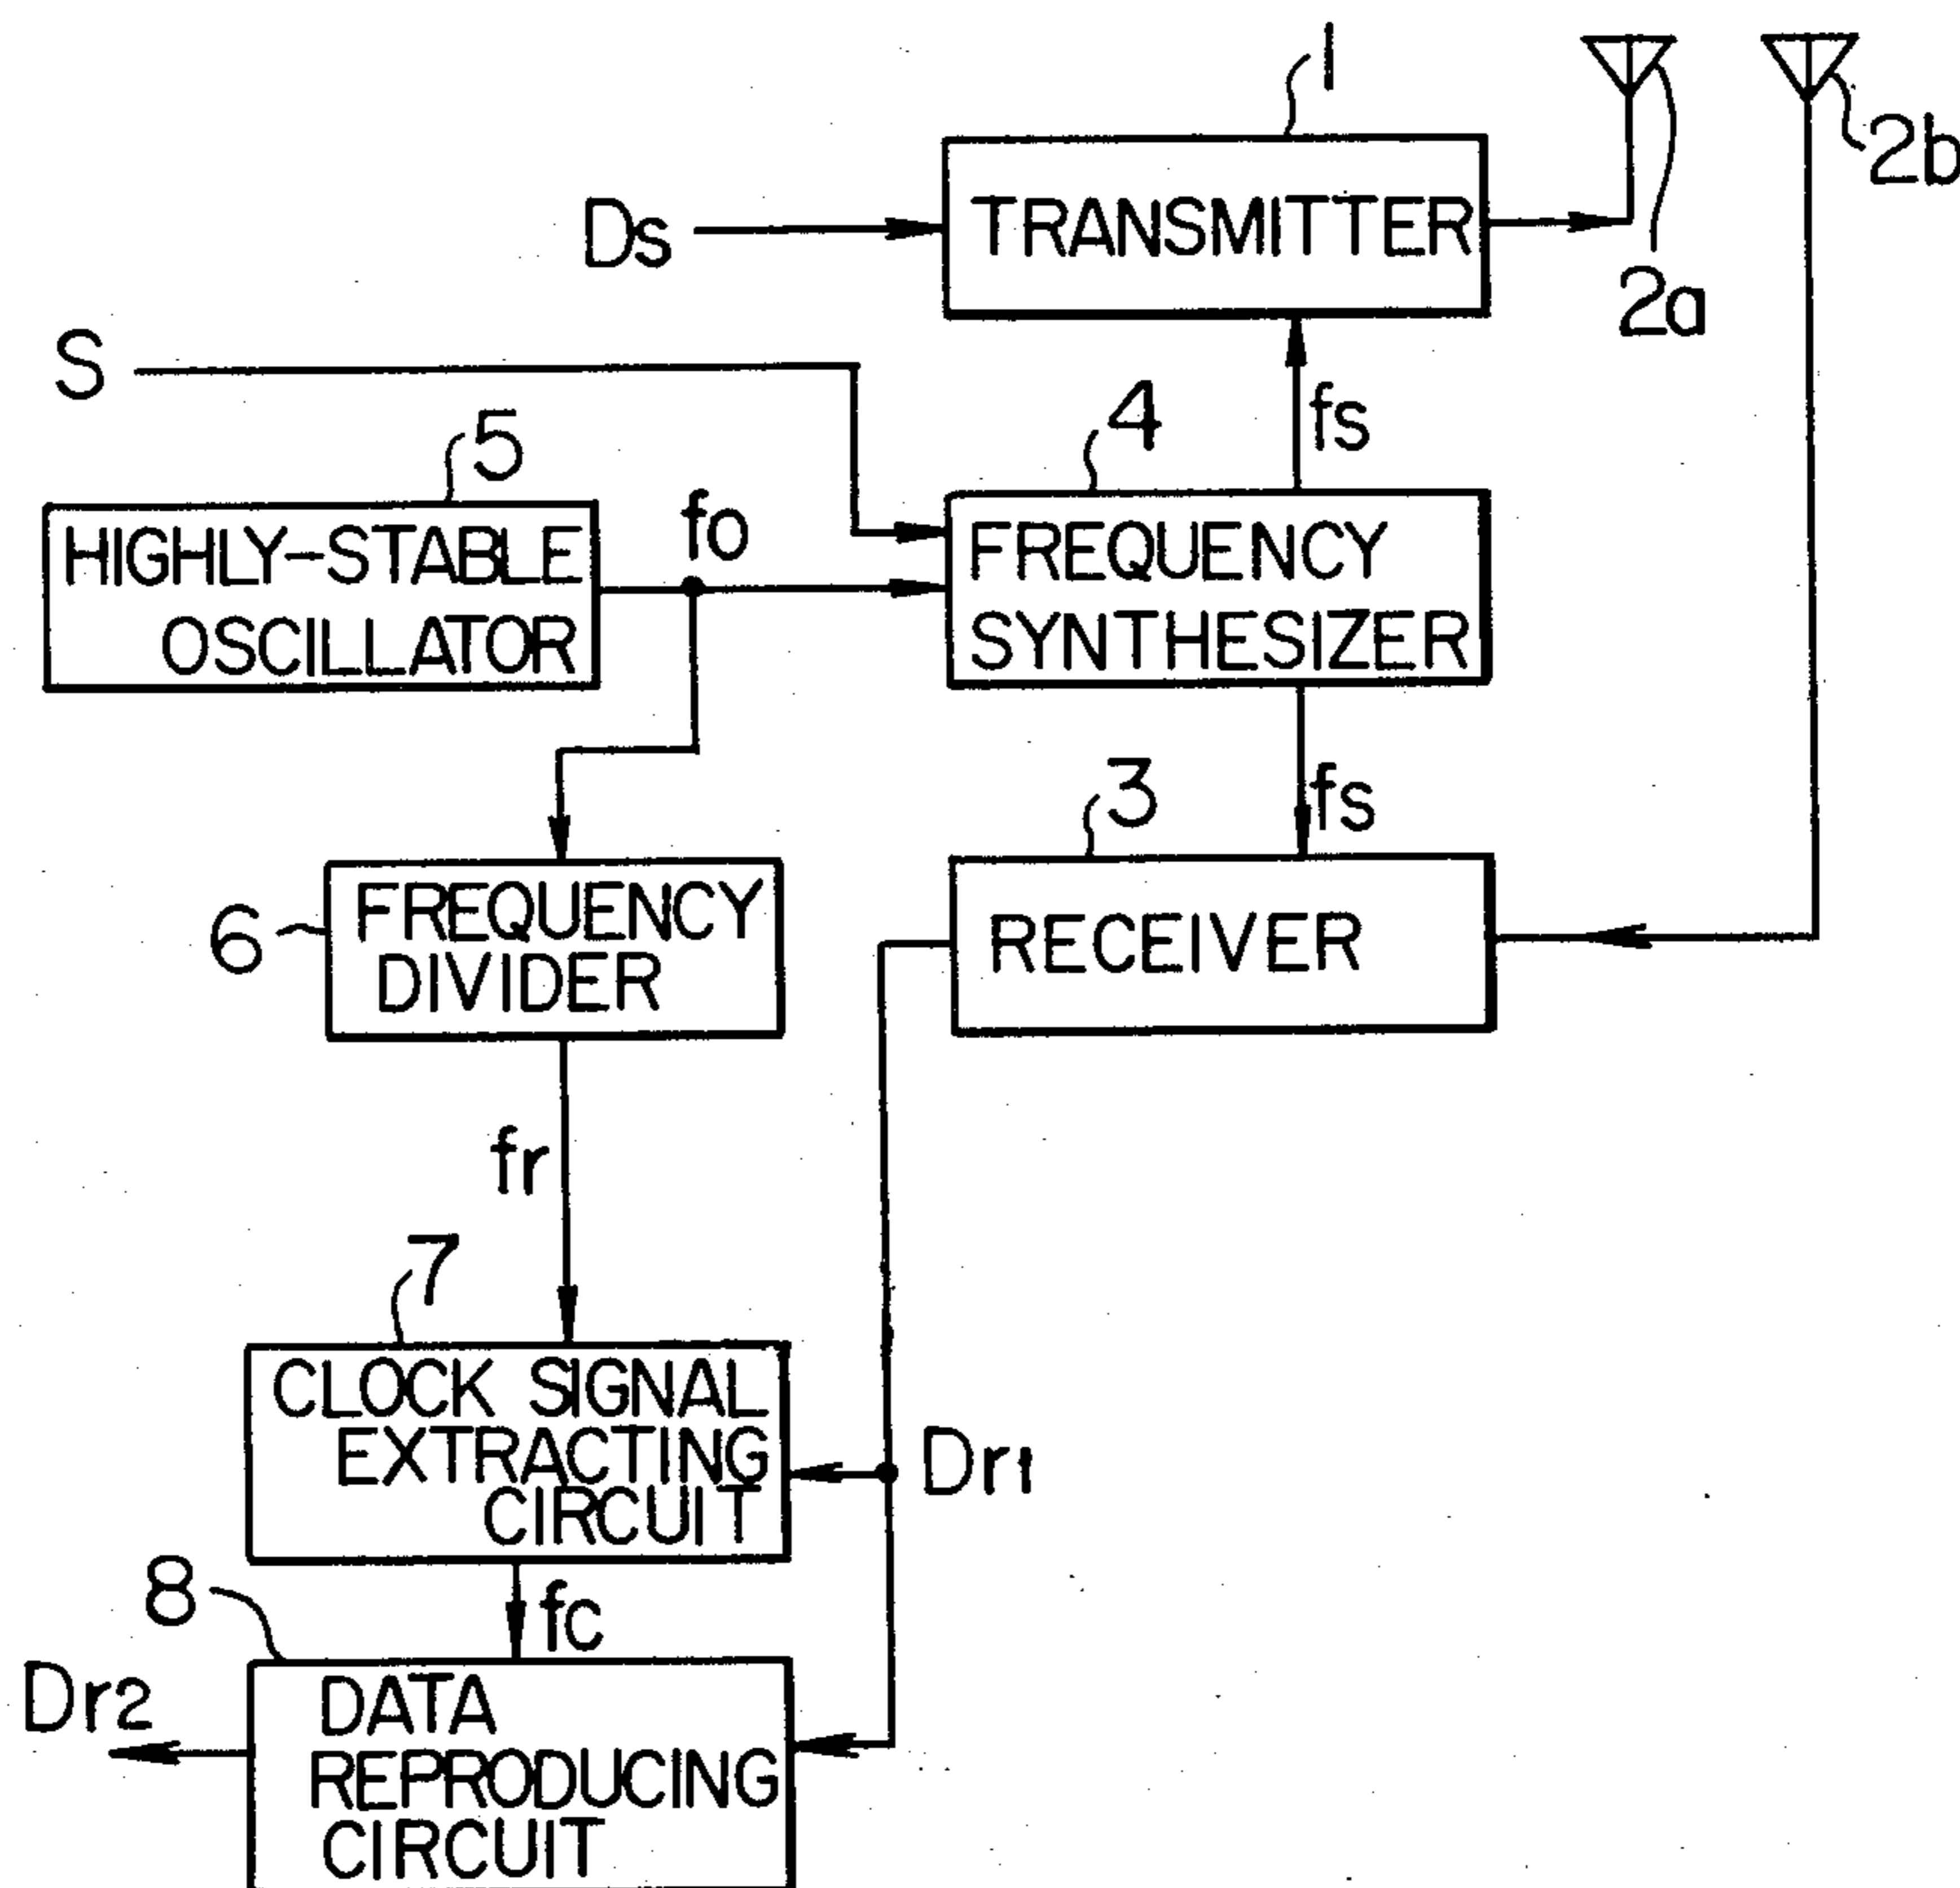 1
2b
Ds
TRANSMITTER
2a
S
4
fs
5
fo
HIGHLY-STABLE
OSCILLATOR
FREQUENCY
SYNTHESIZER
3
fs
6
FREQUENCY
DIVIDER
RECEIVER
fr
7
CLOCK SIGNAL
EXTRACTING
CIRCUIT
Dr1
8
fc
Dr2
DATA
REPRODUCING
CIRCUIT